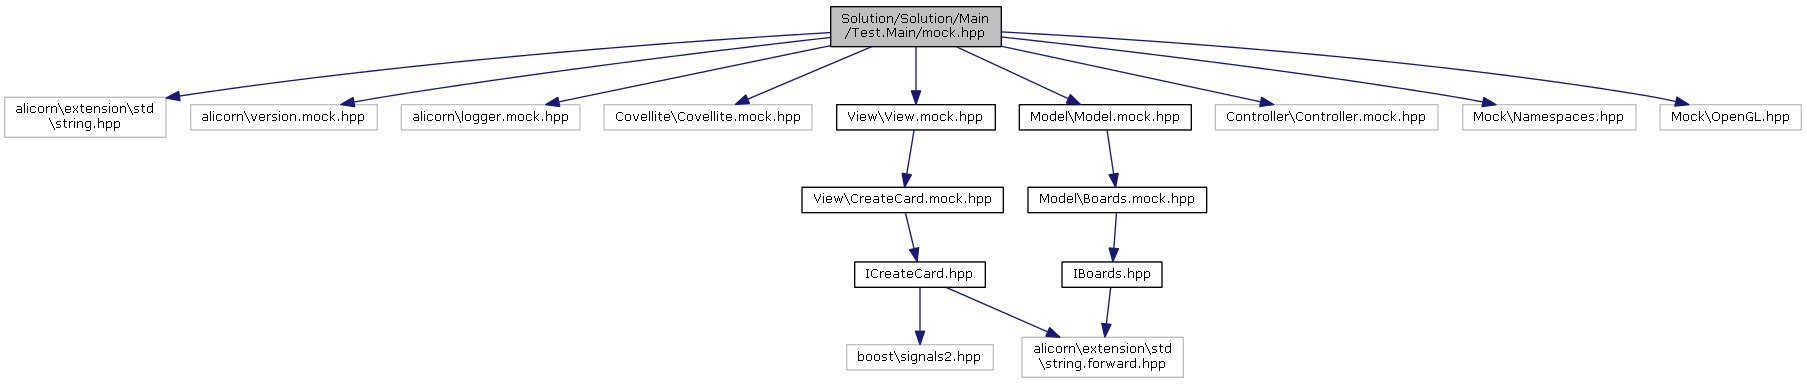 Solution/Solution/Main
/Test.Main/mock.hpp
alicorn\extension\std
\string.hpp
alicorn\version.mock.hpp
alicorn\logger.mock.hpp
Covellite\Covellite.mock.hpp
View\View.mock.hpp
Model\Model.mock.hpp
Controller\Controller.mock.hpp
Mock\Namespaces.hpp
Mock\OpenGL.hpp
View\CreateCard.mock.hpp
Model\Boards.mock.hpp
ICreateCard.hpp
IBoards.hpp
boost\signals2.hpp
alicorn\extension\std
\string.forward.hpp